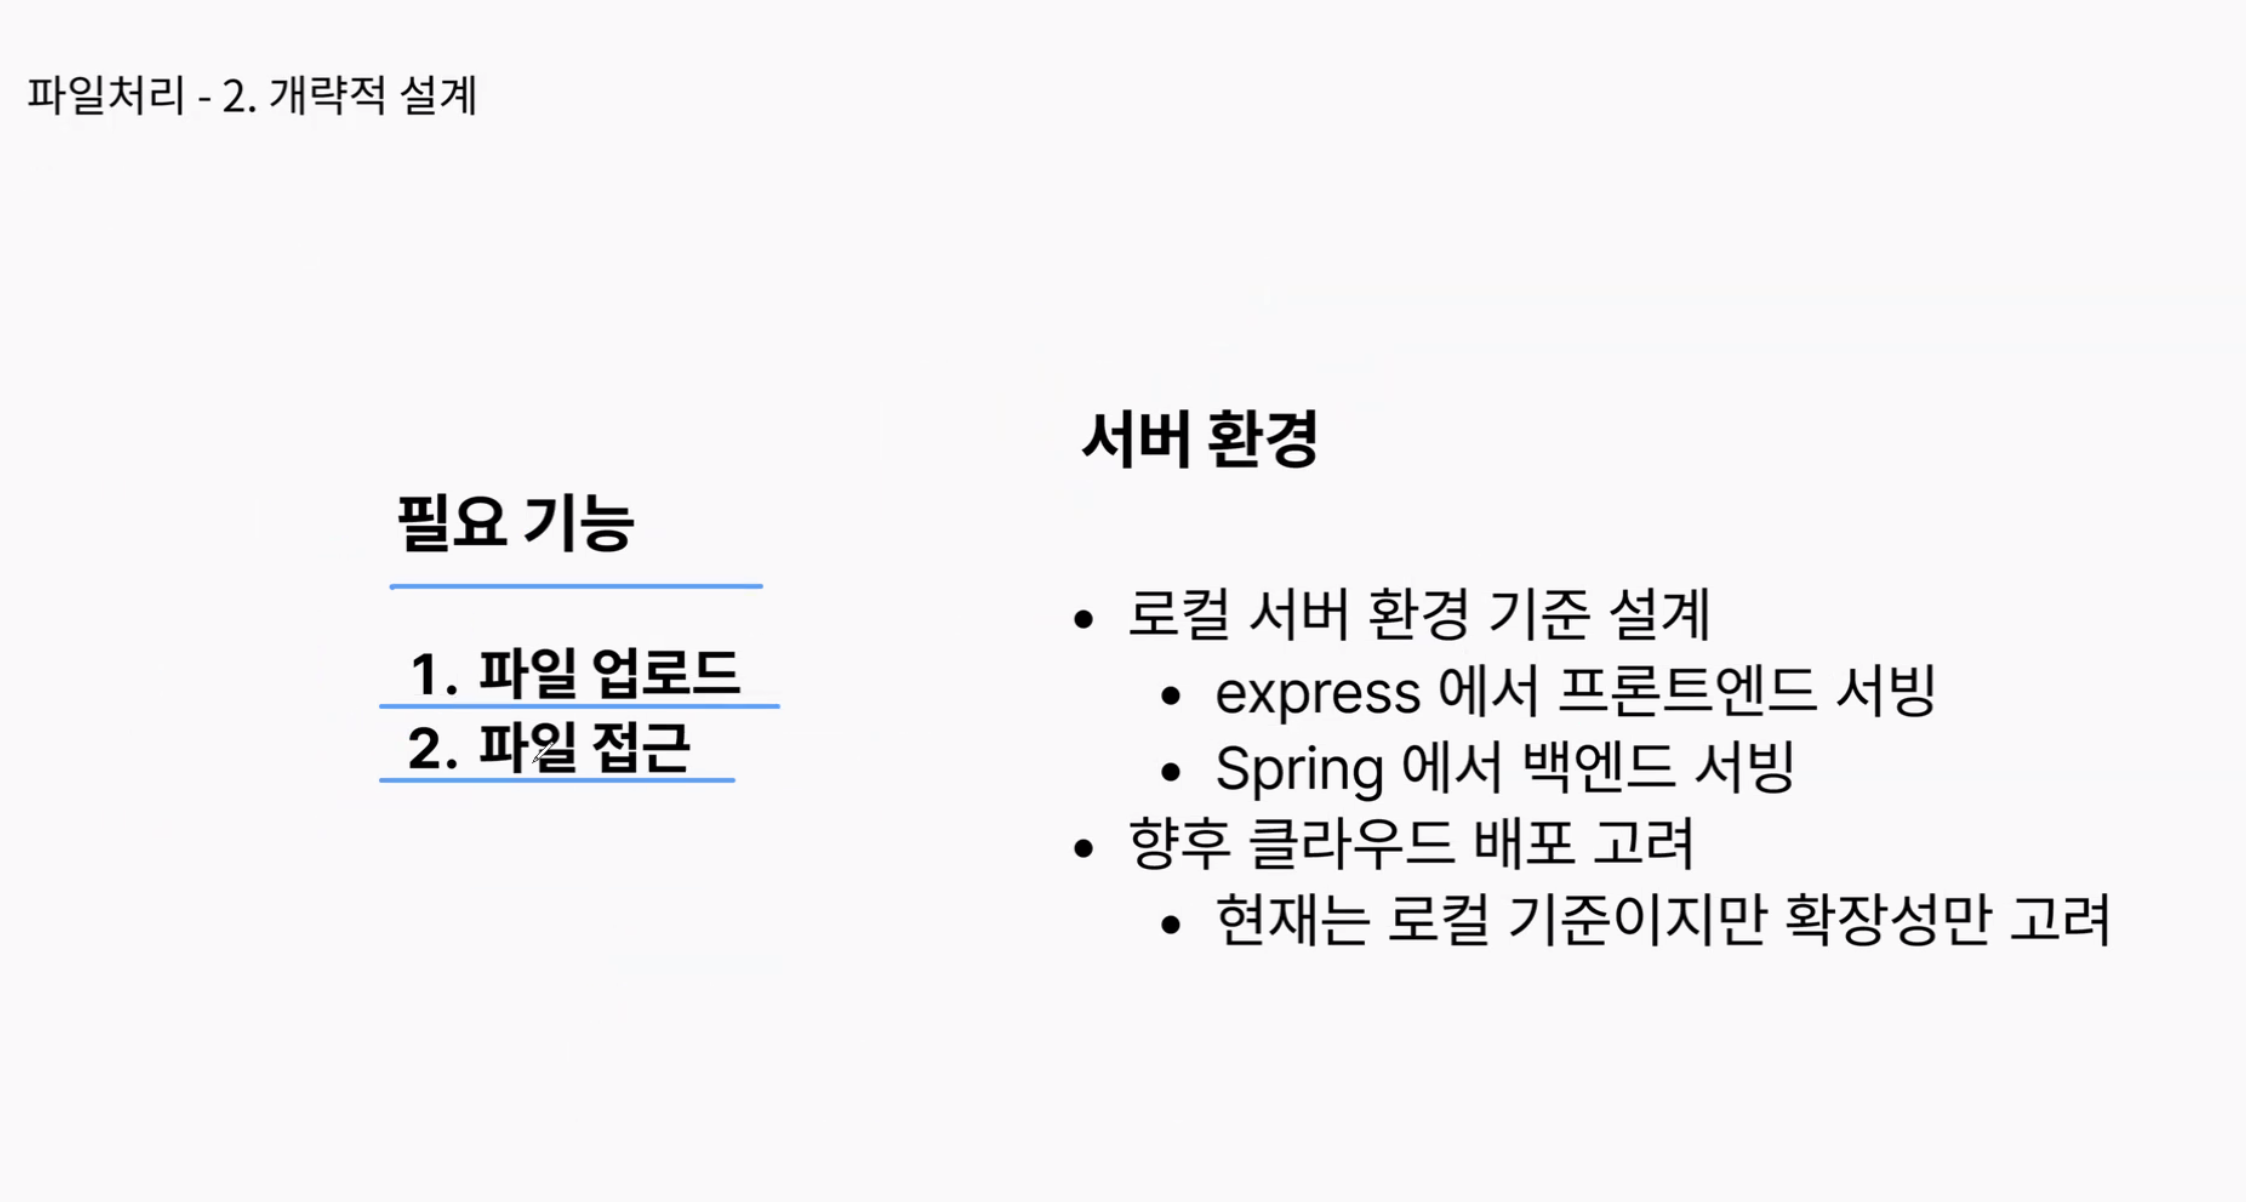 파일처리 - 2. 개략적 설계
필요 기능
1. 파일 업로드
2. 파일 접근
서버 환경
• 로컬 서버 환경 기준 설계
• express 에서 프론트엔드 서빙
• Spring 에서 백엔드 서빙
• 향후 클라우드 배포 고려
• 현재는 로컬 기준이지만 확장성만 고려